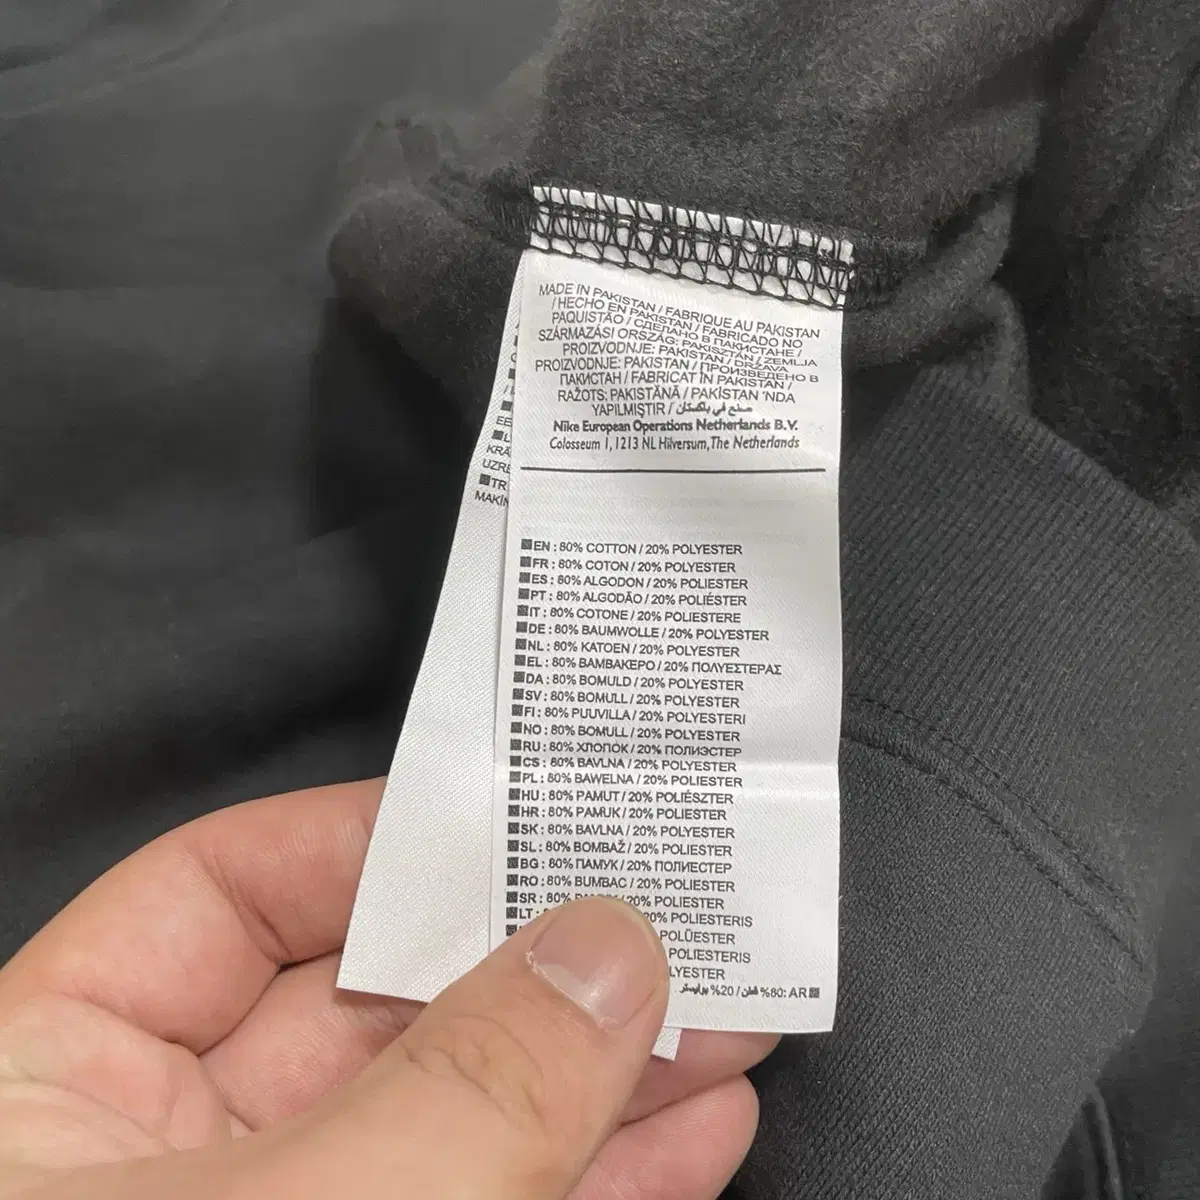 MADE IN PAKISTAN / FABRIQUE AU PAKISTAN
/ HECHO EN PAKISTAN / FABRICADO NO
PAQUISTÃO / СДЕЛАНО В ПАКИСТАНЕ /
SZÁRMAZÁSI ORSZÁG: PAKISZTÁN / ZEMLJA
PROIZVODNJE: PAKISTAN / DRŽAVA
PROIZVODNJE: PAKISTAN / ПРОИЗВЕДЕНО В
ПАКИСТАН / FABRICAT ÎN PAKISTAN /
RAŽOTS: PAKISTĀNĀ / PAKİSTAN 'NDA
YAPILMIŞTIR / صنع في باكستان
Nike European Operations Netherlands B.V.
Colosseum 1, 1213 NL Hilversum, The Netherlands
EN : 80% COTTON / 20% POLYESTER
FR : 80% COTON / 20% POLYESTER
ES : 80% ALGODON / 20% POLIESTER
PT : 80% ALGODÃO / 20% POLIÉSTER
IT : 80% COTONE / 20% POLIESTERE
DE : 80% BAUMWOLLE / 20% POLYESTER
NL : 80% KATOEN / 20% POLYESTER
EL : 80% ΒΑΜΒΑΚΕΡΟ / 20% ΠΟΛΥΕΣΤΕΡΑΣ
DA : 80% BOMULD / 20% POLYESTER
SV : 80% BOMULL / 20% POLYESTER
FI : 80% PUUVILLA / 20% POLYESTERI
NO : 80% BOMULL / 20% POLYESTER
RU : 80% ХЛОПОК / 20% ПОЛИЭСТЕР
CS : 80% BAVLNA / 20% POLYESTER
PL : 80% BAWEŁNA / 20% POLIESTER
HU : 80% PAMUT / 20% POLIÉSZTER
HR : 80% PAMUK / 20% POLIESTER
SK : 80% BAVLNA / 20% POLYESTER
SL : 80% BOMBAŽ / 20% POLIESTER
BG : 80% ПАМУК / 20% ПОЛИЕСТЕР
RO : 80% BUMBAC / 20% POLIESTER
SR : 80% 20% POLIESTER
LT : 20% POLIESTERIS
POLÜESTER
POLIESTERIS
LYESTER
AR :80% قطن / 20% بوليستر
TR